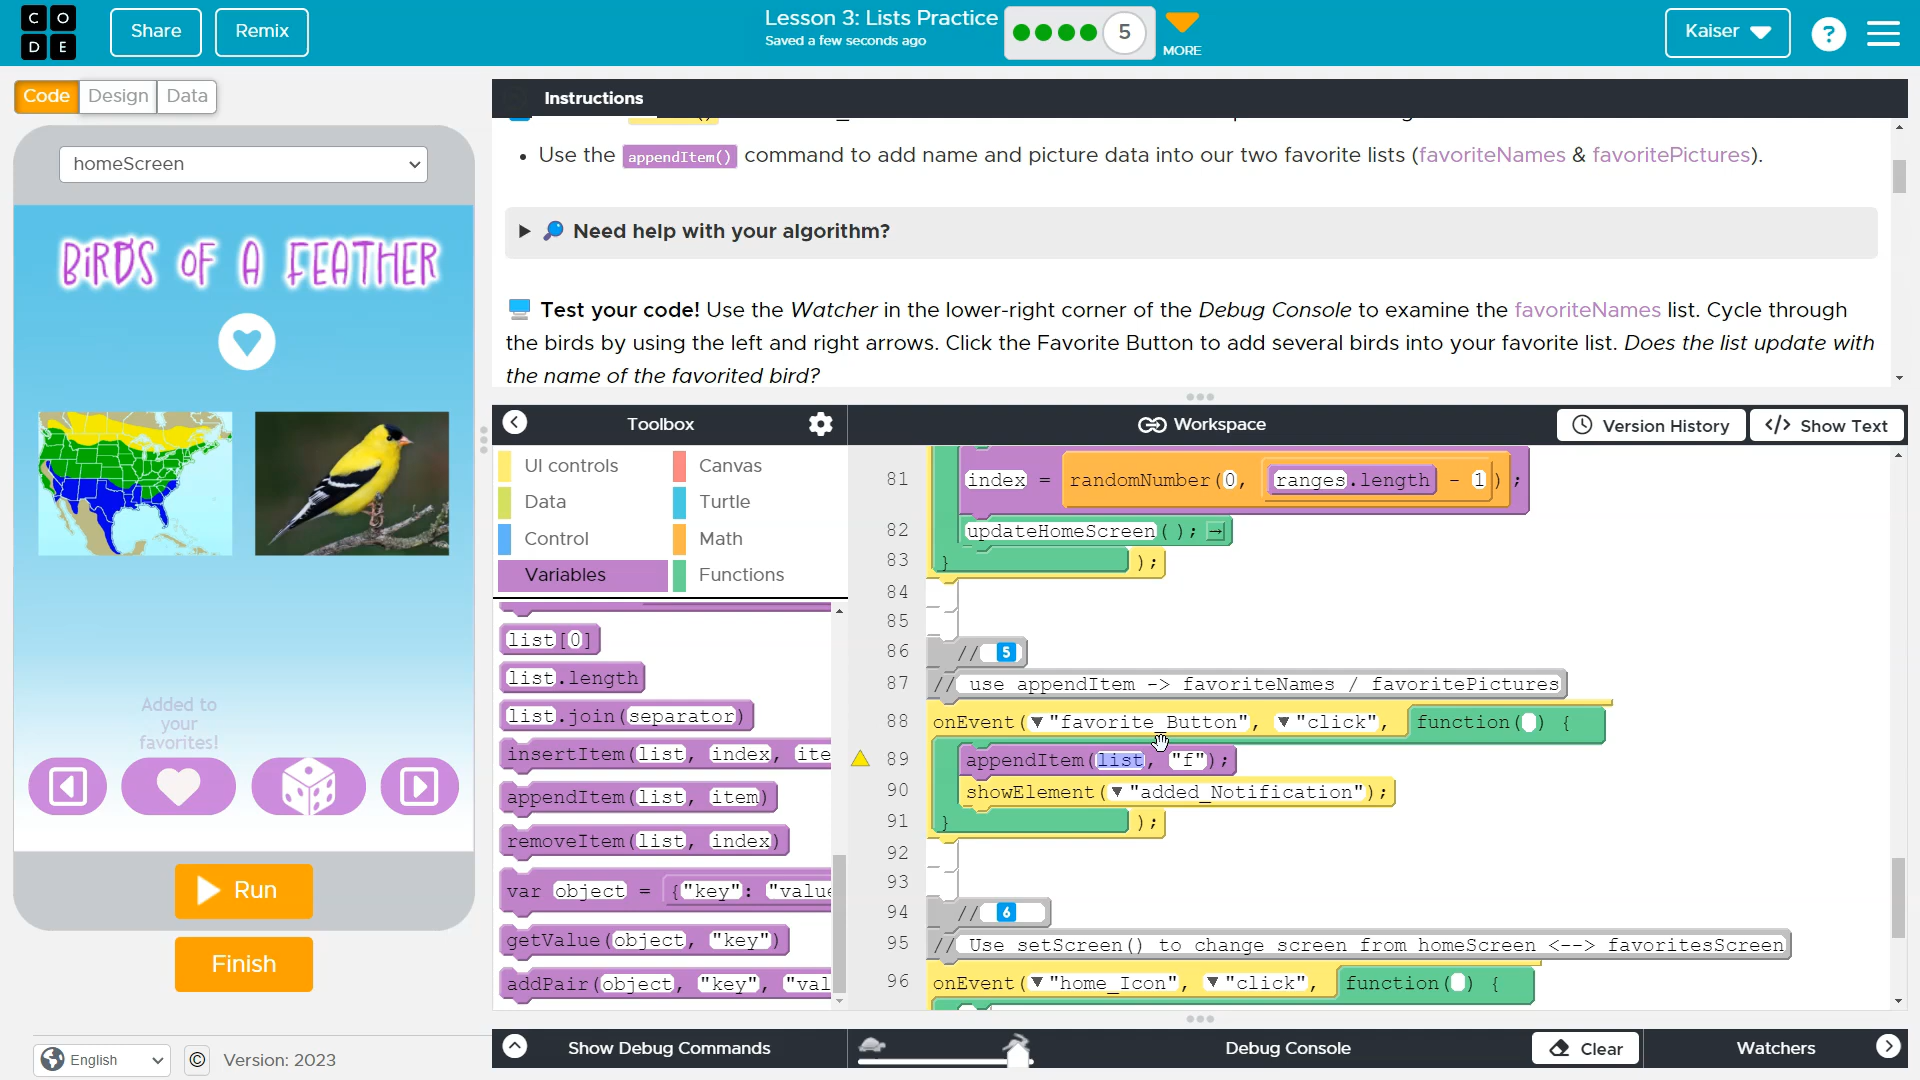 C O
D E
Share
Remix
Lesson 3: Lists Practice
Saved a few seconds ago
5
MORE
Kaiser
?
Code
Design
Data
Instructions
homeScreen
• Use the appendItem() command to add name and picture data into our two favorite lists (favoriteNames & favoritePictures).
BIRDS OF A FEATHER
Need help with your algorithm?
Test your code! Use the Watcher in the lower-right corner of the Debug Console to examine the favoriteNames list. Cycle through
the birds by using the left and right arrows. Click the Favorite Button to add several birds into your favorite list. Does the list update with
the name of the favorited bird?
Toolbox
Workspace
Version History
</> Show Text
UI controls
Canvas
Data
Turtle
Control
Math
Variables
Functions
list[0]
list.length
list.join(separator)
insertItem(list, index, ite
appendItem(list, item)
removeItem(list, index)
var object = {"key": "value
getValue(object, "key")
addPair(object, "key", "val
81 index = randomNumber(0, ranges.length - 1);
82 updateHomeScreen();
83 } );
84
85
86 // 5
87 // use appendItem -> favoriteNames / favoritePictures
88 onEvent(▼"favorite_Button", ▼"click", function() {
89 appendItem(list, "f");
90 showElement(▼"added_Notification");
91 } );
92
93
94 // 6
95 // Use setScreen() to change screen from homeScreen <--> favoritesScreen
96 onEvent(▼"home_Icon", ▼"click", function() {
Added to
your
favorites!
Run
Finish
English
©
Version: 2023
Show Debug Commands
Debug Console
Clear
Watchers